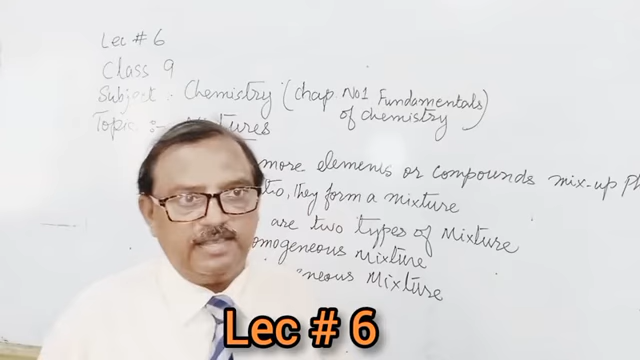 Lec # 6
Class 9
Subject :- Chemistry (Chap No1 Fundamentals of chemistry)
Topic :- Mixtures
more elements or compounds mix-up
they form a mixture
are two types of Mixture
omogeneous Mixture
neous Mixture
Lec # 6